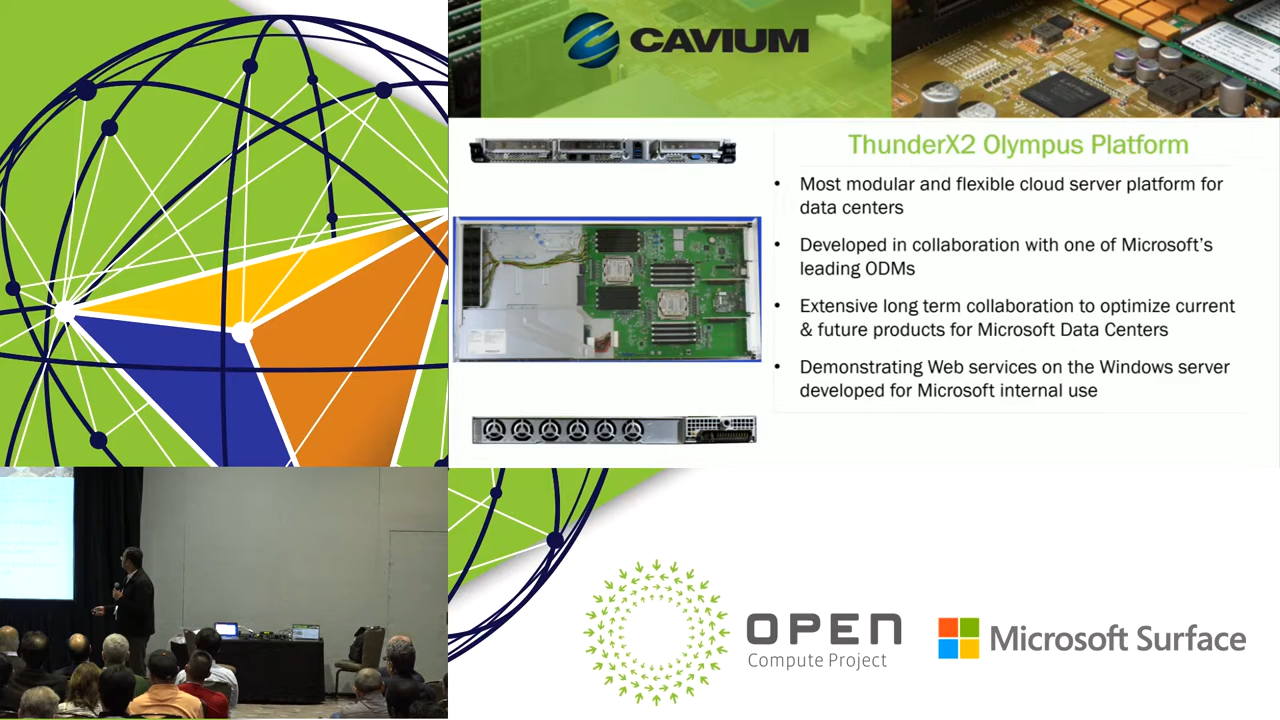 CAVIUM
ThunderX2 Olympus Platform
• Most modular and flexible cloud server platform for
data centers
• Developed in collaboration with one of Microsoft's
leading ODMs
• Extensive long term collaboration to optimize current
& future products for Microsoft Data Centers
• Demonstrating Web services on the Windows server
developed for Microsoft internal use
OPEN
Compute Project
Microsoft Surface